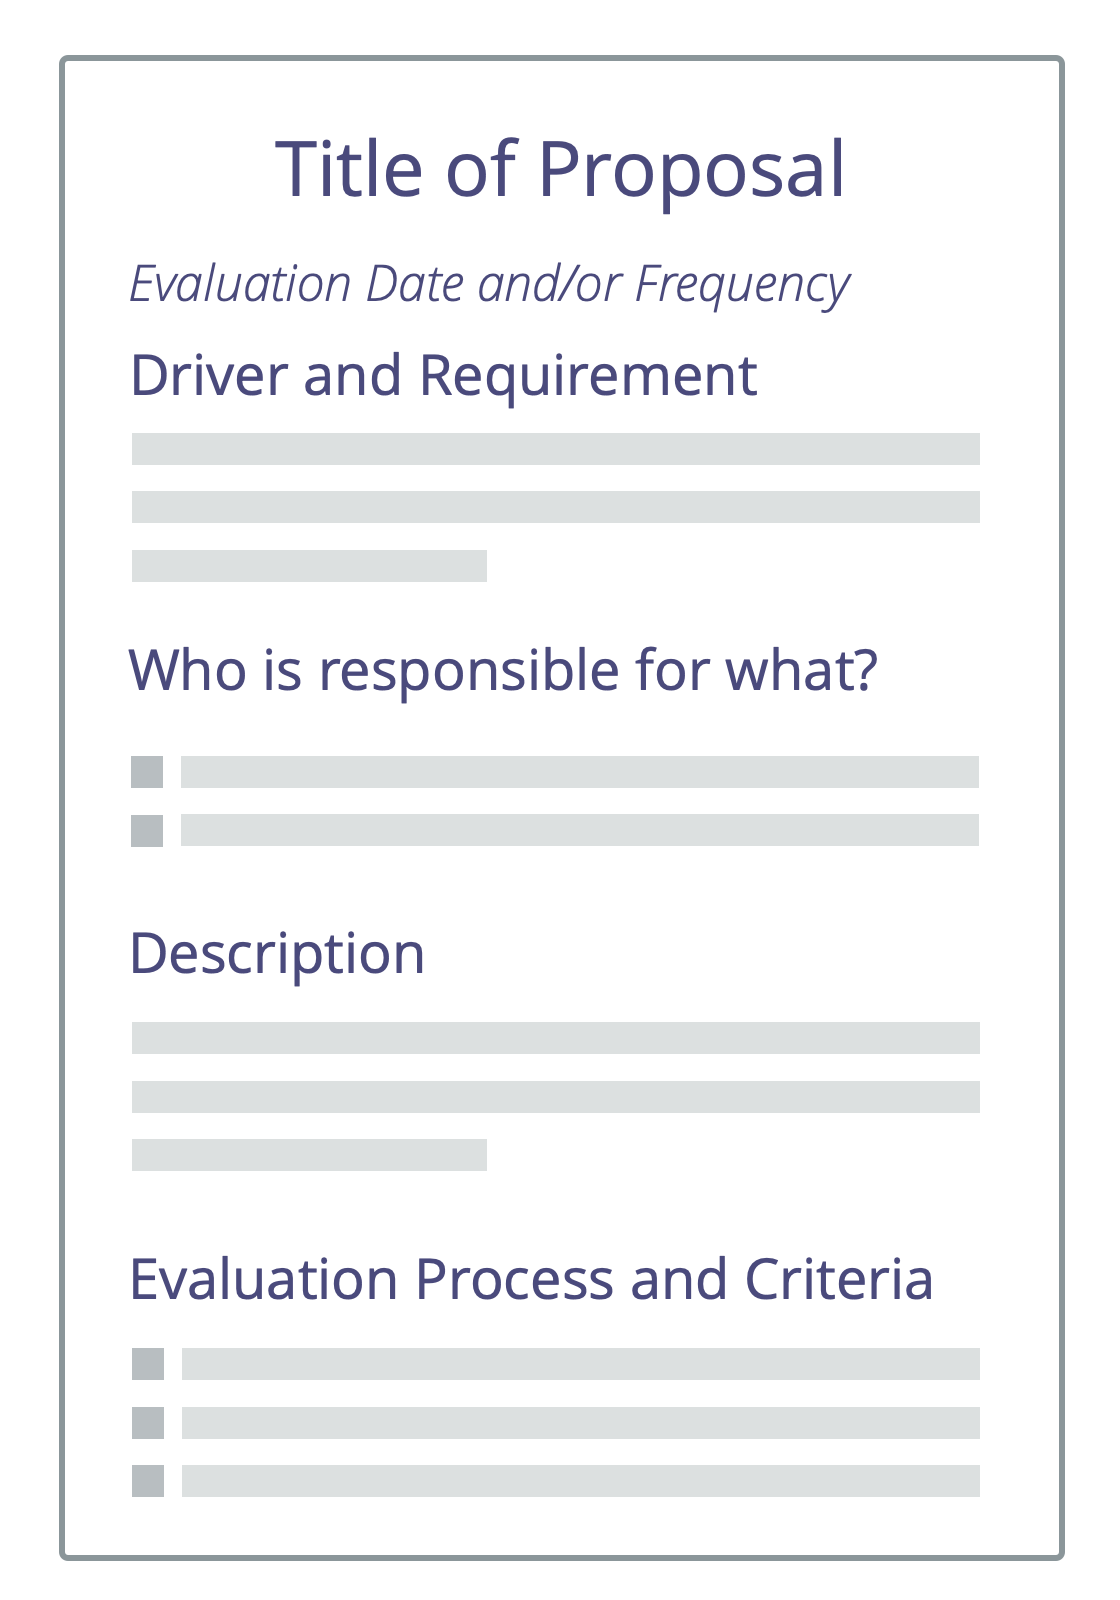 Title of Proposal
Evaluation Date and/or Frequency
Driver and Requirement
Who is responsible for what?
Description
Evaluation Process and Criteria